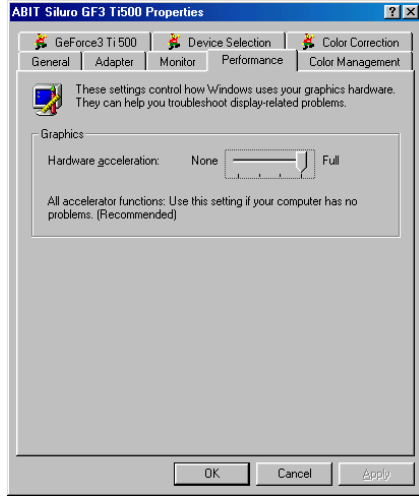 ABIT Siluro GF3 Ti500 Properties
GeForce3 Ti 500 Device Selection Color Correction
General Adapter Monitor Performance Color Management
These settings control how Windows uses your graphics hardware.
They can help you troubleshoot display-related problems.
Graphics
Hardware acceleration: None Full
All accelerator functions: Use this setting if your computer has no
problems. (Recommended)
OK Cancel Apply